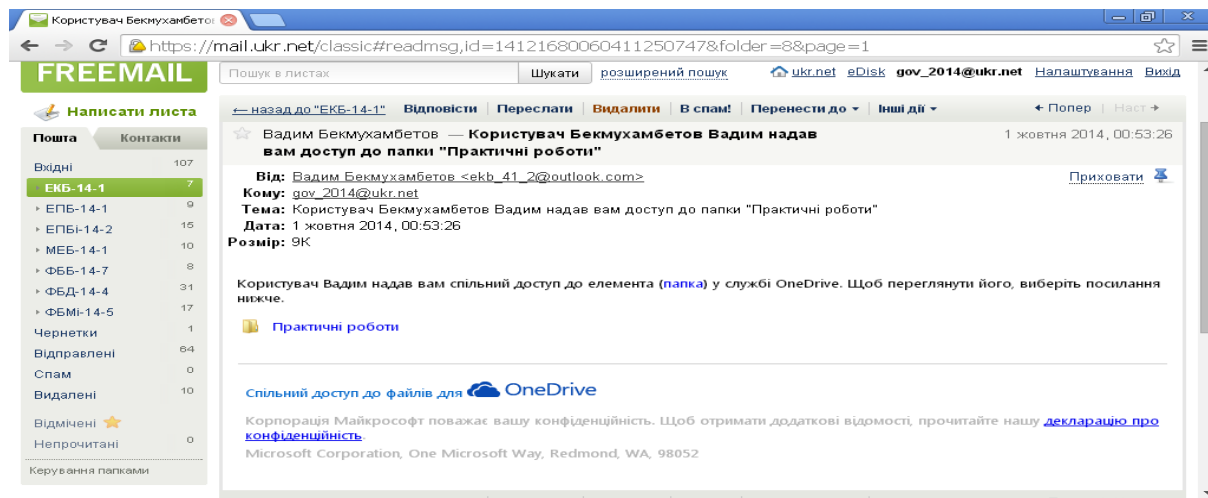 Користувач Бекмухамбетов
https://mail.ukr.net/classic#readmsg,id=14121680060411250747&folder=8&page=1
FREEMAIL
Пошук в листах Шукати розширений пошук ukr.net eDisk gov_2014@ukr.net Налаштування Вихід
Написати листа
← назад до "ЕКБ-14-1" Відповісти Переслати Видалити В спам! Перенести до Інші дії Попер Наст
Пошта Контакти
Вадим Бекмухамбетов — Користувач Бекмухамбетов Вадим надав 1 жовтня 2014, 00:53:26
вам доступ до папки "Практичні роботи"
Вхідні 107
ЕКБ-14-1 7
ЕПБ-14-1 9
ЕПБі-14-2 15
МЕБ-14-1 10
ФББ-14-7 8
ФБД-14-4 31
ФБМі-14-5 17
Чернетки 1
Відправлені 64
Спам 0
Видалені 10
Відмічені
Непрочитані 0
Керування папками
Від: Вадим Бекмухамбетов <ekb_41_2@outlook.com> Приховати
Кому: gov_2014@ukr.net
Тема: Користувач Бекмухамбетов Вадим надав вам доступ до папки "Практичні роботи"
Дата: 1 жовтня 2014, 00:53:26
Розмір: 9К
Користувач Вадим надав вам спільний доступ до елемента (папка) у службі OneDrive. Щоб переглянути його, виберіть посилання
нижче.
Практичні роботи
Спільний доступ до файлів для OneDrive
Корпорація Майкрософт поважає вашу конфіденційність. Щоб отримати додаткові відомості, прочитайте нашу декларацію про
конфіденційність.
Microsoft Corporation, One Microsoft Way, Redmond, WA, 98052